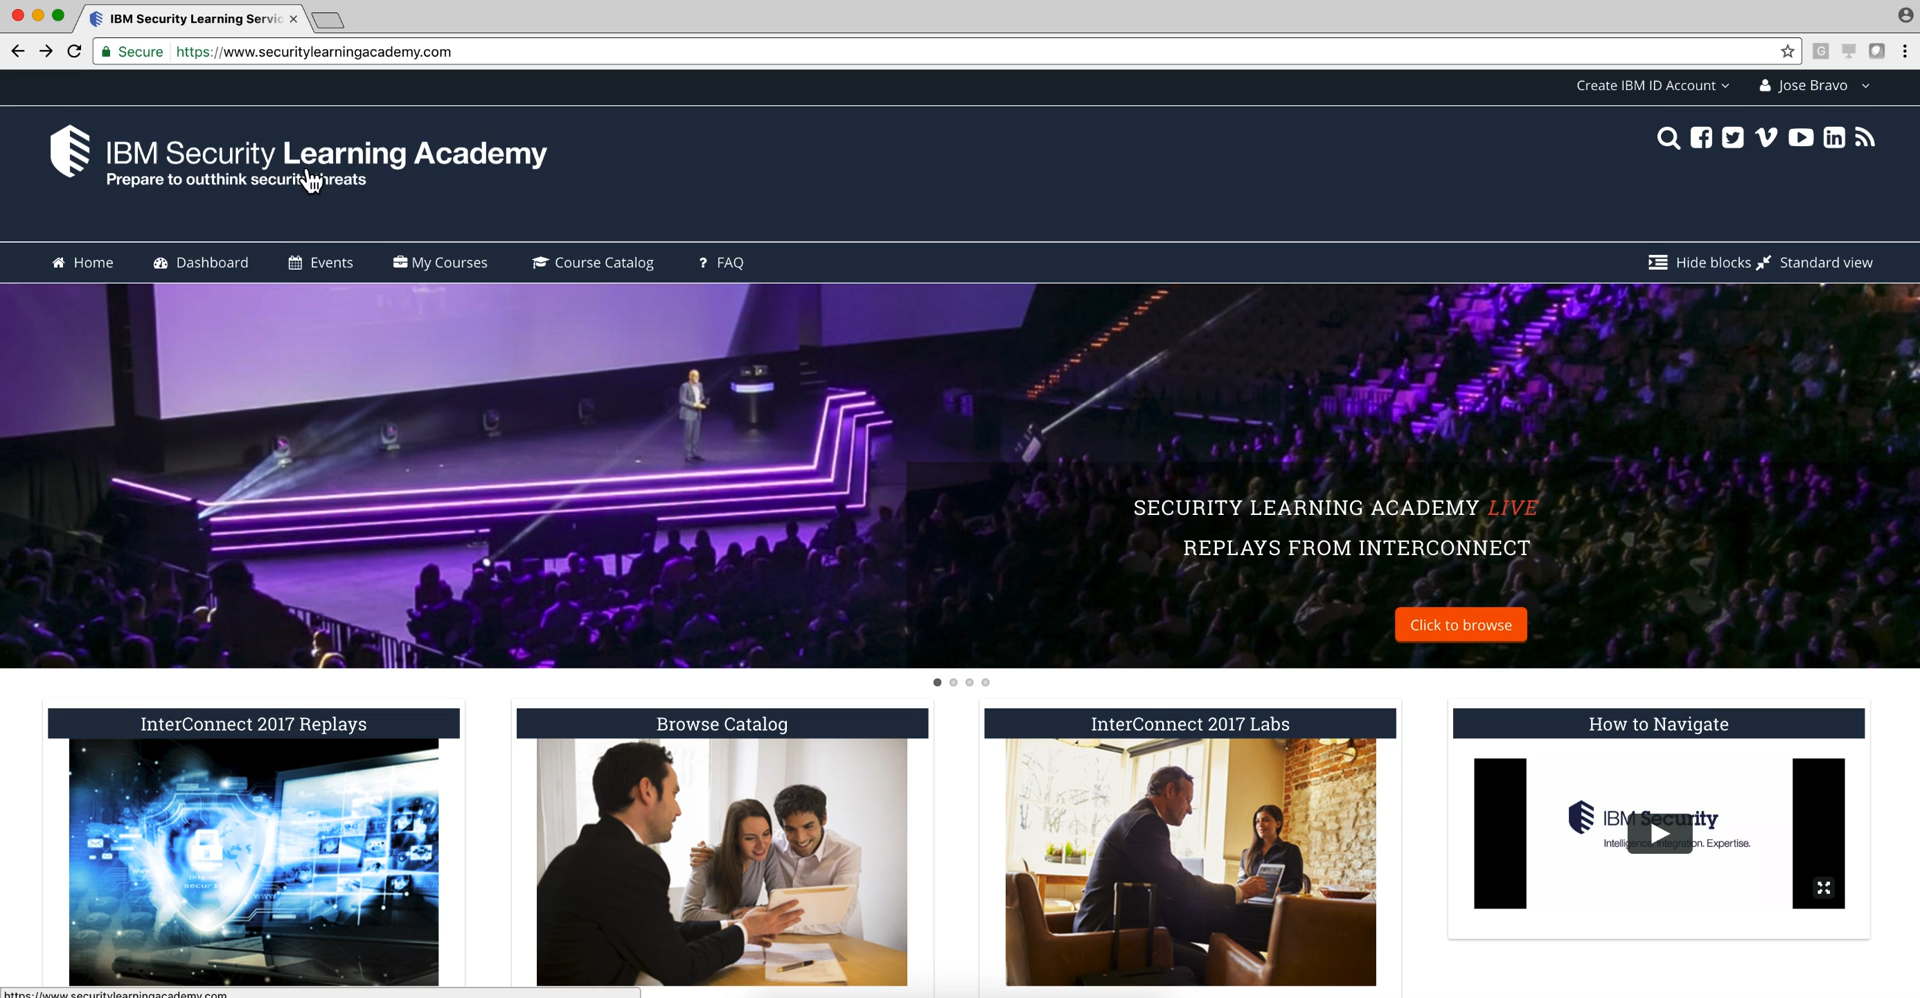 IBM Security Learning Servic
Secure https://www.securitylearningacademy.com
Create IBM ID Account
Jose Bravo
IBM Security Learning Academy
Prepare to outthink security threats
Home
Dashboard
Events
My Courses
Course Catalog
? FAQ
Hide blocks
Standard view
SECURITY LEARNING ACADEMY LIVE
REPLAYS FROM INTERCONNECT
Click to browse
InterConnect 2017 Replays
Browse Catalog
InterConnect 2017 Labs
How to Navigate
IBM Security
Intelligence. Integration. Expertise.
https://www.securitylearningacademy.com